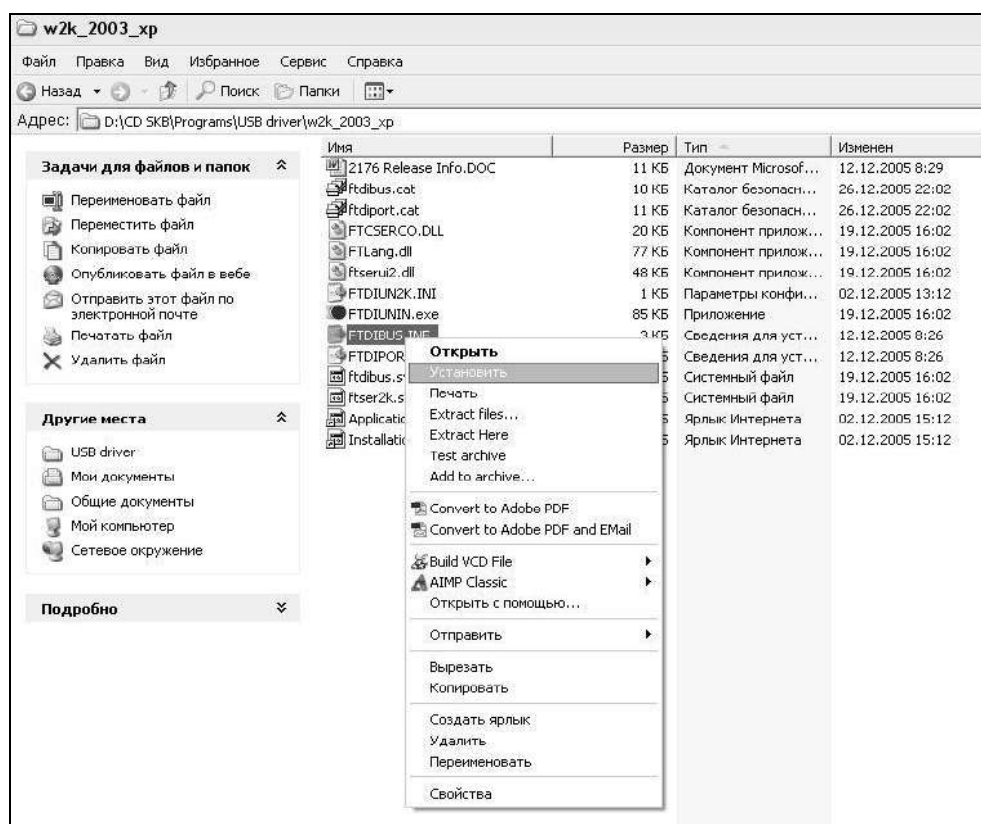 w2k_2003_xp
Файл Правка Вид Избранное Сервис Справка
Назад Поиск Папки
Адрес: D:\CD SKB\Programs\USB driver\w2k_2003_xp
Задачи для файлов и папок
Переименовать файл
Переместить файл
Копировать файл
Опубликовать файл в вебе
Отправить этот файл по
электронной почте
Печатать файл
Удалить файл
Другие места
USB driver
Мои документы
Общие документы
Мой компьютер
Сетевое окружение
Подробно
Имя Размер Тип Изменен
2176 Release Info.DOC 11 КБ Документ Microsof... 12.12.2005 8:29
ftdibus.cat 10 КБ Каталог безопасн... 26.12.2005 22:02
ftdiport.cat 11 КБ Каталог безопасн... 26.12.2005 22:02
FTCSERCO.DLL 20 КБ Компонент прилож... 19.12.2005 16:02
FTLang.dll 77 КБ Компонент прилож... 19.12.2005 16:02
ftserui2.dll 48 КБ Компонент прилож... 19.12.2005 16:02
FTDIUN2K.INI 1 КБ Параметры конфи... 02.12.2005 13:12
FTDIUNIN.exe 85 КБ Приложение 19.12.2005 16:02
FTDIBUS.INF 3 КБ Сведения для уст... 12.12.2005 8:26
FTDIPOR Сведения для уст... 12.12.2005 8:26
ftdibus.s Системный файл 19.12.2005 16:02
ftser2k.s Системный файл 19.12.2005 16:02
Applicatio Ярлык Интернета 02.12.2005 15:12
Installatio Ярлык Интернета 02.12.2005 15:12
Открыть
Установить
Печать
Extract files...
Extract Here
Test archive
Add to archive...
Convert to Adobe PDF
Convert to Adobe PDF and EMail
Build VCD File
AIMP Classic
Открыть с помощью...
Отправить
Вырезать
Копировать
Создать ярлык
Удалить
Переименовать
Свойства